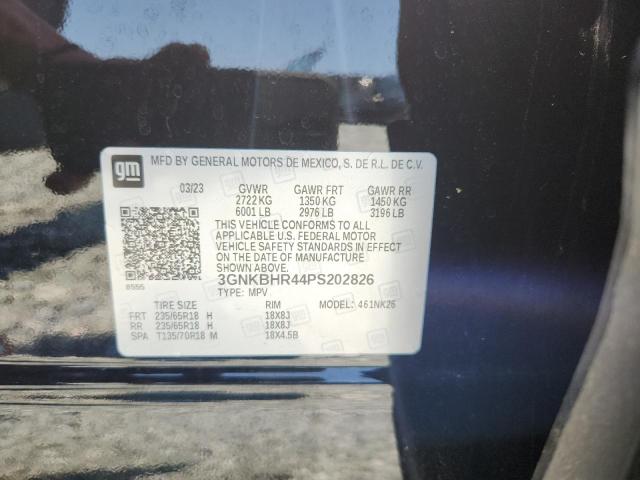 gm
MFD BY GENERAL MOTORS DE MEXICO, S. DE R.L. DE C.V.
03/23 GVWR GAWR FRT GAWR RR
2722 KG 1350 KG 1450 KG
6001 LB 2976 LB 3196 LB
THIS VEHICLE CONFORMS TO ALL
APPLICABLE U.S. FEDERAL MOTOR
VEHICLE SAFETY STANDARDS IN EFFECT
ON THE DATE OF MANUFACTURE
SHOWN ABOVE
3GNKBHR44PS202826
8555 TYPE: MPV
TIRE SIZE RIM MODEL: 461NK26
FRT 235/65R18 H 18X8J
RR 235/65R18 H 18X8J
SPA T135/70R18 M 18X4.5B